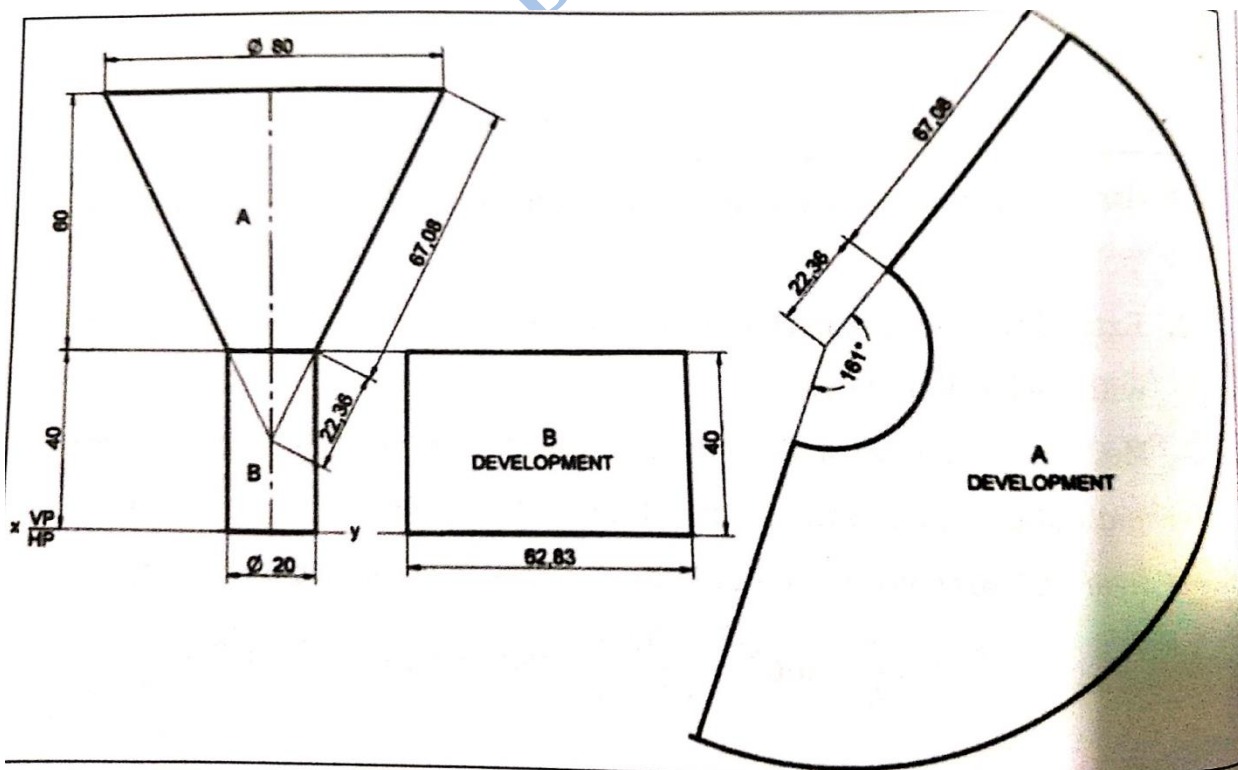 Ø 80
60
A
67,08
22,36
40
B
x VP
HP
y
Ø 20
B
DEVELOPMENT
40
62,83
67,08
22,36
161°
A
DEVELOPMENT